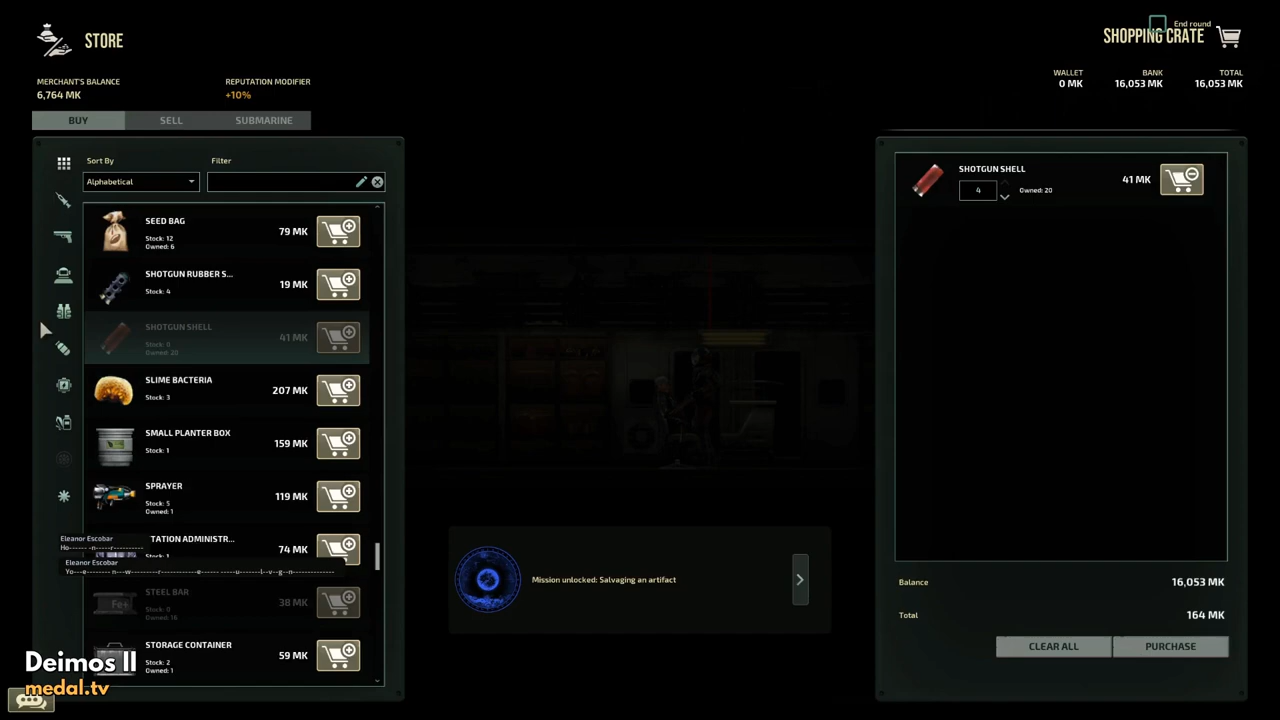 STORE
End round
SHOPPING CRATE
MERCHANT'S BALANCE
6,764 MK
REPUTATION MODIFIER
+10%
WALLET
0 MK
BANK
16,053 MK
TOTAL
16,053 MK
BUY
SELL
SUBMARINE
Sort By
Filter
Alphabetical
SEED BAG
Stock: 12
Owned: 6
79 MK
SHOTGUN RUBBER S...
Stock: 4
19 MK
SHOTGUN SHELL
Stock: 0
Owned: 20
41 MK
SLIME BACTERIA
Stock: 3
207 MK
SMALL PLANTER BOX
Stock: 1
159 MK
SPRAYER
Stock: 5
Owned: 1
119 MK
TATION ADMINISTR...
Stock: 1
74 MK
Eleanor Escobar
Eleanor Escobar
STEEL BAR
Stock: 0
Owned: 16
38 MK
Fe+
STORAGE CONTAINER
Stock: 2
Owned: 1
59 MK
Mission unlocked: Salvaging an artifact
SHOTGUN SHELL
4
Owned: 20
41 MK
Balance
16,053 MK
Total
164 MK
CLEAR ALL
PURCHASE
Deimos II
medal.tv